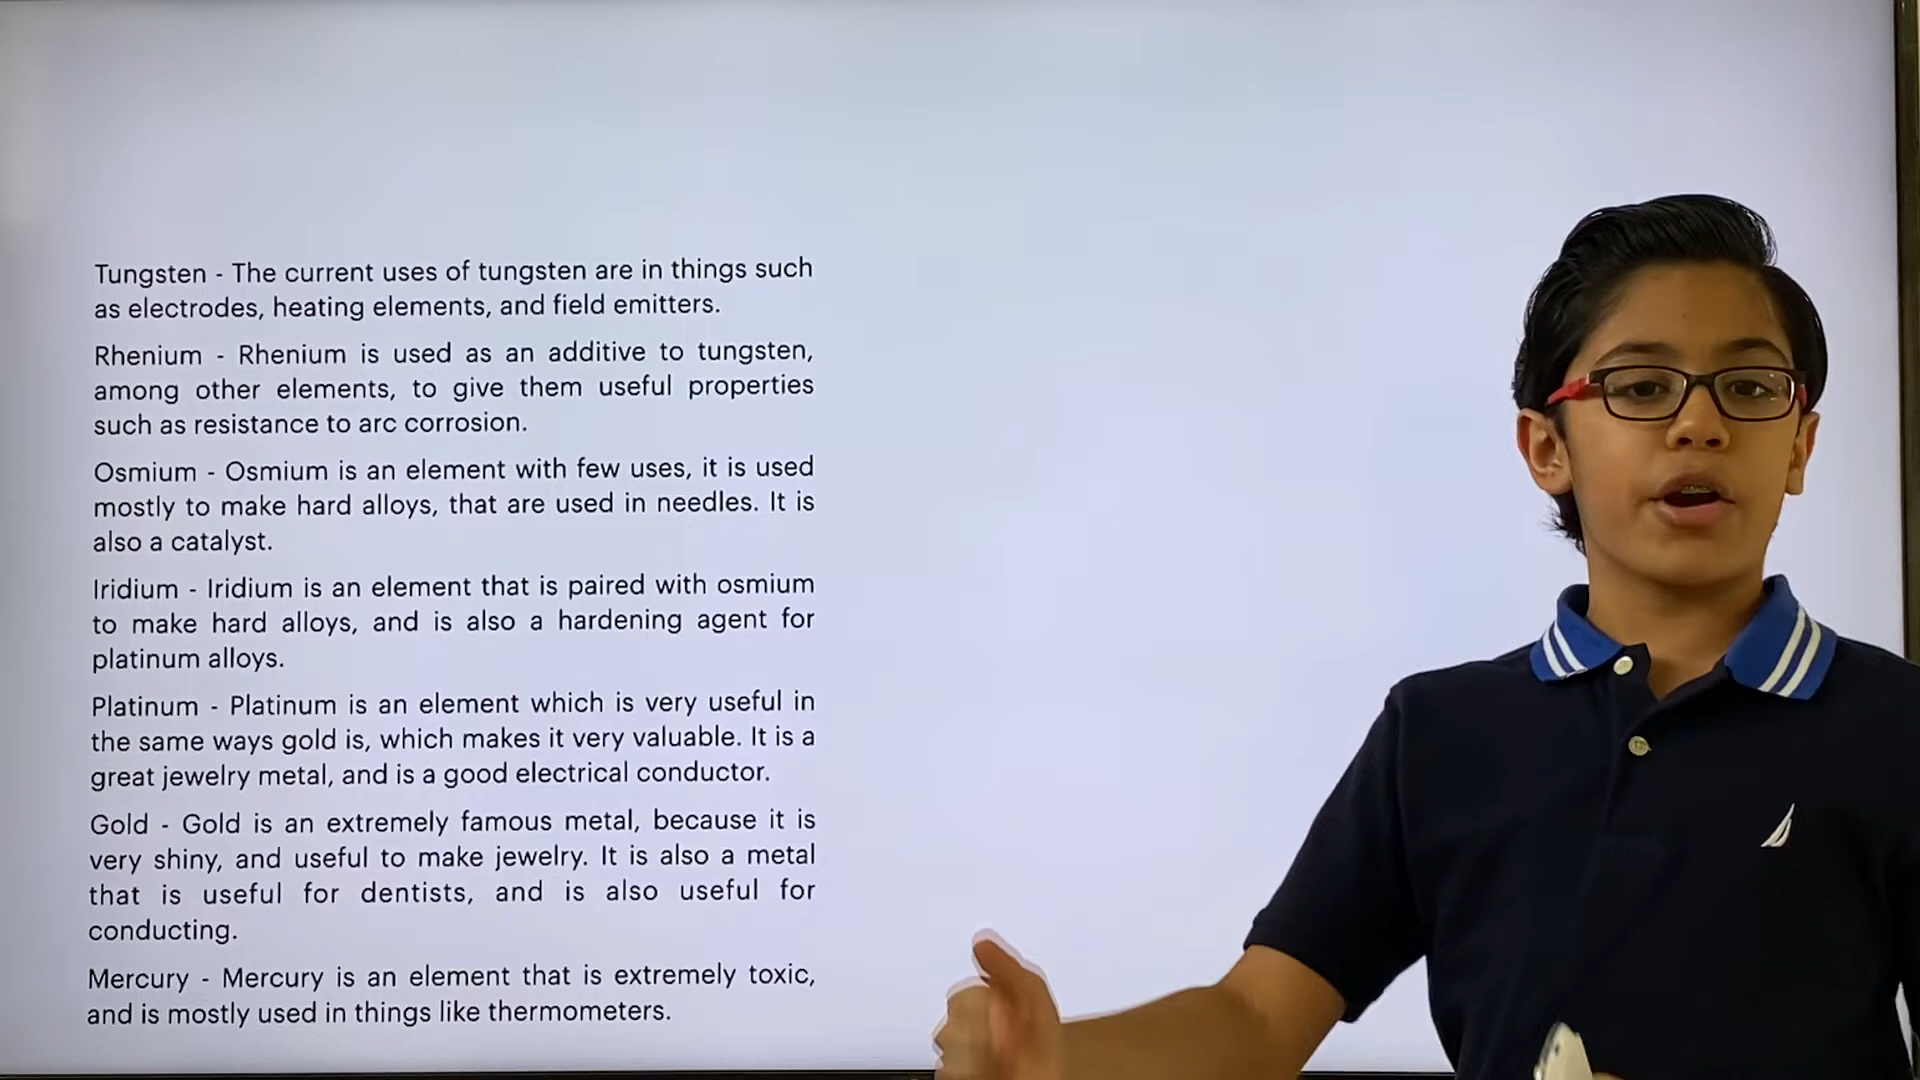 Tungsten - The current uses of tungsten are in things such
as electrodes, heating elements, and field emitters.
Rhenium - Rhenium is used as an additive to tungsten,
among other elements, to give them useful properties
such as resistance to arc corrosion.
Osmium - Osmium is an element with few uses, it is used
mostly to make hard alloys, that are used in needles. It is
also a catalyst.
Iridium - Iridium is an element that is paired with osmium
to make hard alloys, and is also a hardening agent for
platinum alloys.
Platinum - Platinum is an element which is very useful in
the same ways gold is, which makes it very valuable. It is a
great jewelry metal, and is a good electrical conductor.
Gold - Gold is an extremely famous metal, because it is
very shiny, and useful to make jewelry. It is also a metal
that is useful for dentists, and is also useful for
conducting.
Mercury - Mercury is an element that is extremely toxic,
and is mostly used in things like thermometers.